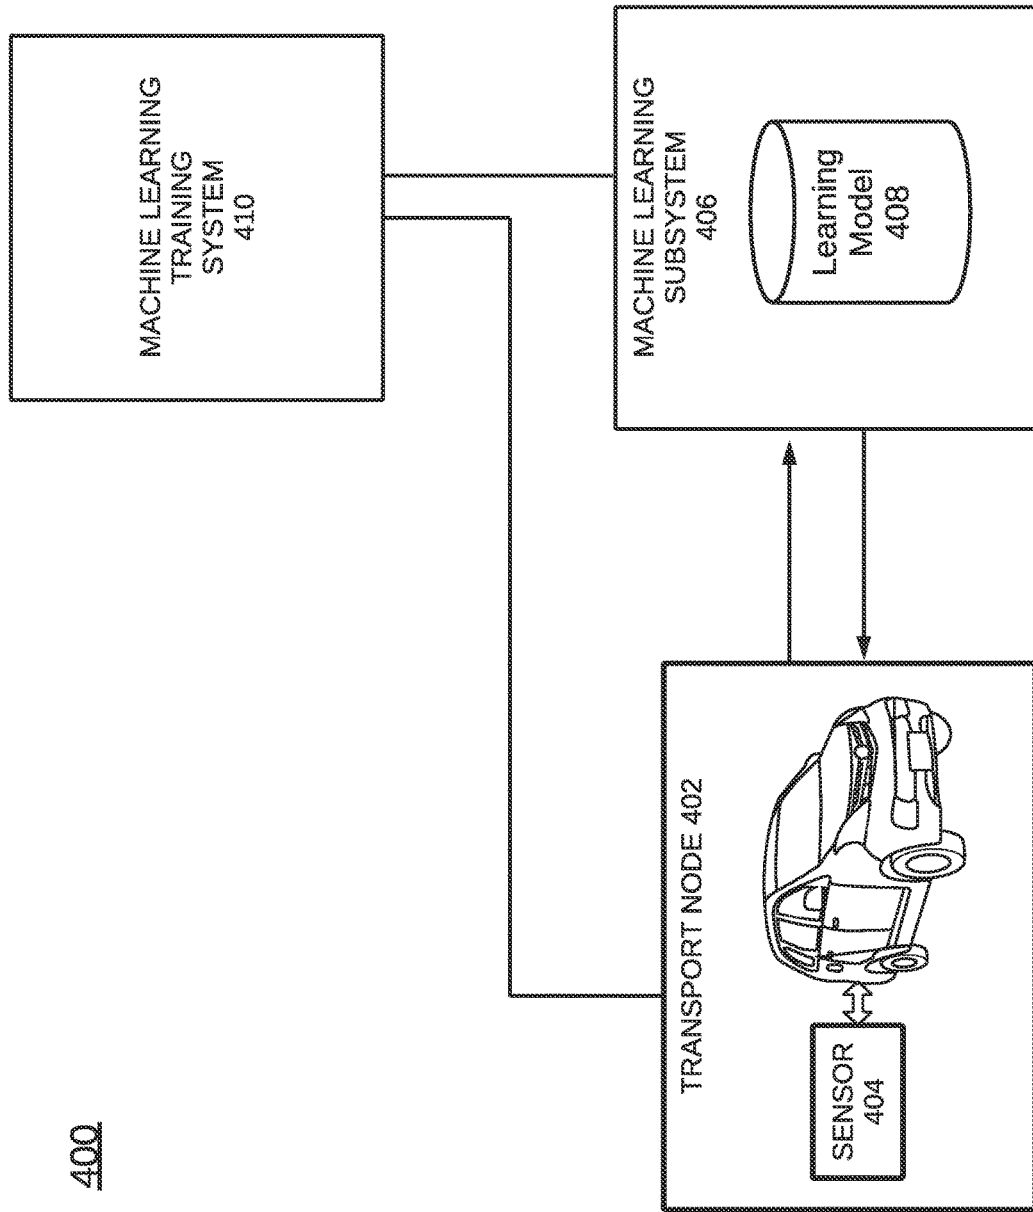 400
MACHINE LEARNING
TRAINING
SYSTEM
410
TRANSPORT NODE 402
SENSOR
404
MACHINE LEARNING
SUBSYSTEM
406
Learning
Model
408